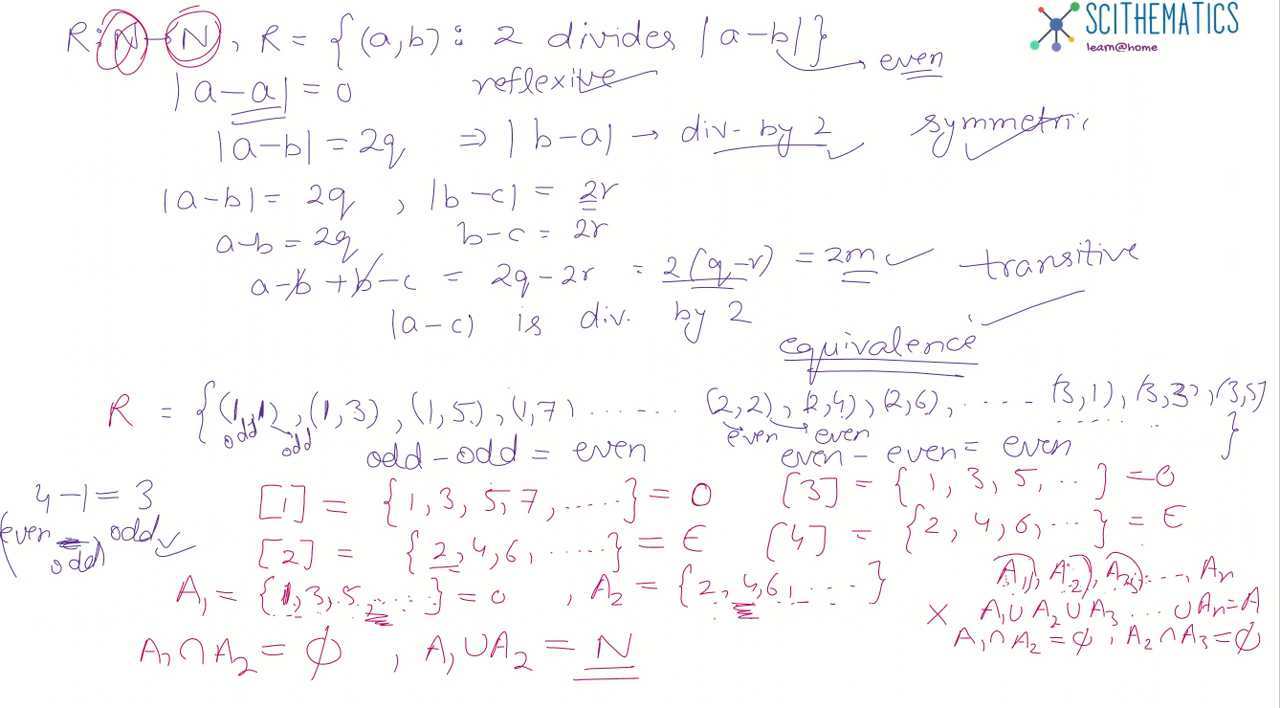 R: N → N, R = {(a,b) : 2 divides |a-b|}
SCITHEMATICS
learn@home
even
|a-a| = 0 reflexive
|a-b| = 2q ⇒ |b-a| → div. by 2 symmetric
|a-b| = 2q , |b-c| = 2r
a-b = 2q b-c = 2r
a-b+b-c = 2q-2r = 2(q-r) = 2m transitive
|a-c) is div. by 2
equivalence
R = {(1,1), (1,3), (1,5), (1,7) ...... (2,2), (2,4), (2,6), ..... (3,1), (3,3), (3,5)
..... .. }
odd odd even even
odd - odd = even even - even = even
4-1=3 [1] = {1, 3, 5, 7, .....} = O [3] = {1, 3, 5, ..} = O
(even - odd
odd)
[2] = {2, 4, 6, .....} = E [4] = {2, 4, 6, ...} = E
A₁ = {1, 3, 5, .....} = O , A₂ = {2, 4, 6, ....}
A₁, A₂, A₃, ..., Aₙ
X A₁∪A₂∪A₃ ... ∪Aₙ=A
A₁∩A₂=ϕ, A₂∩A₃=ϕ
A₁∩A₂ = ϕ , A₁∪A₂ = N